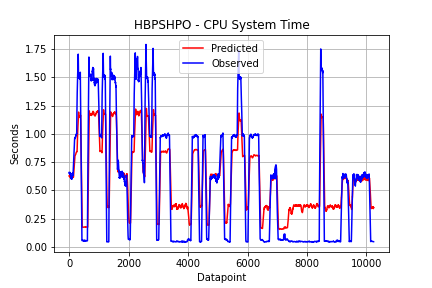 HBPSHPO - CPU System Time
Predicted
Observed
Seconds
1.75
1.50
1.25
1.00
0.75
0.50
0.25
0.00
0 2000 4000 6000 8000 10000
Datapoint